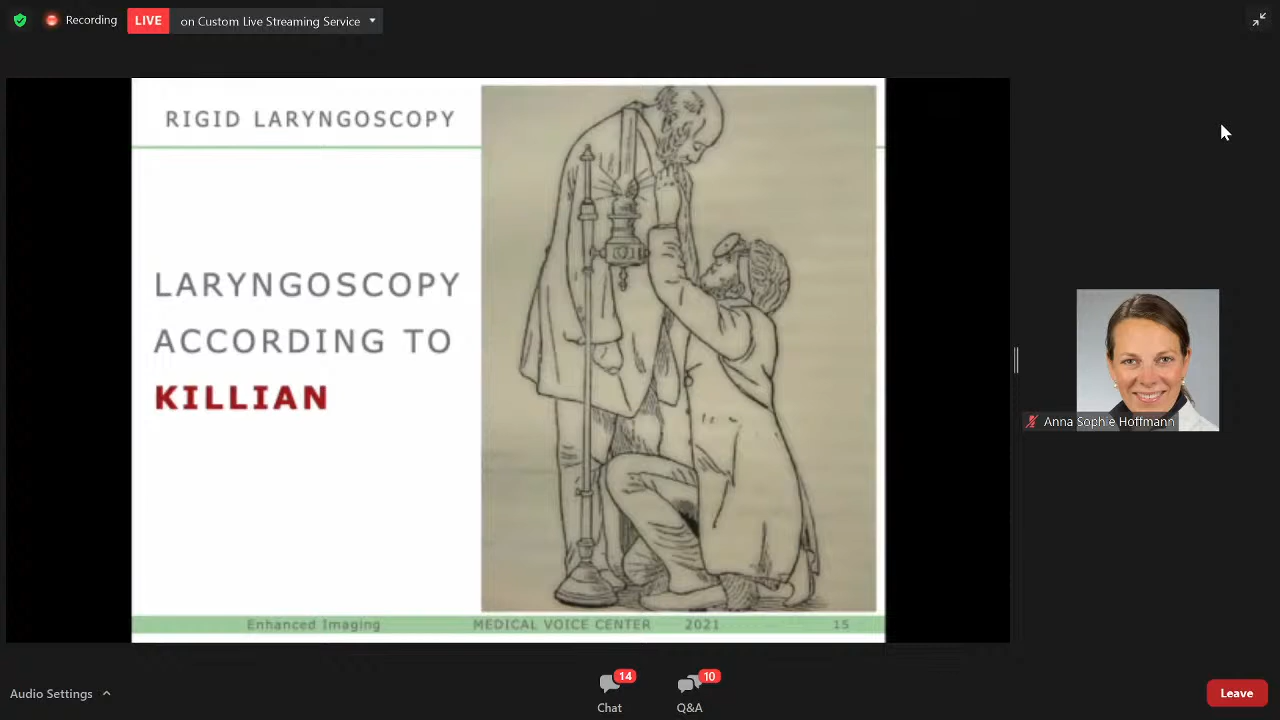 Recording
LIVE
on Custom Live Streaming Service
RIGID LARYNGOSCOPY
LARYNGOSCOPY
ACCORDING TO
KILLIAN
Enhanced Imaging
MEDICAL VOICE CENTER
2021
15
Anna Sophie Hoffmann
Audio Settings
14
Chat
10
Q&A
Leave